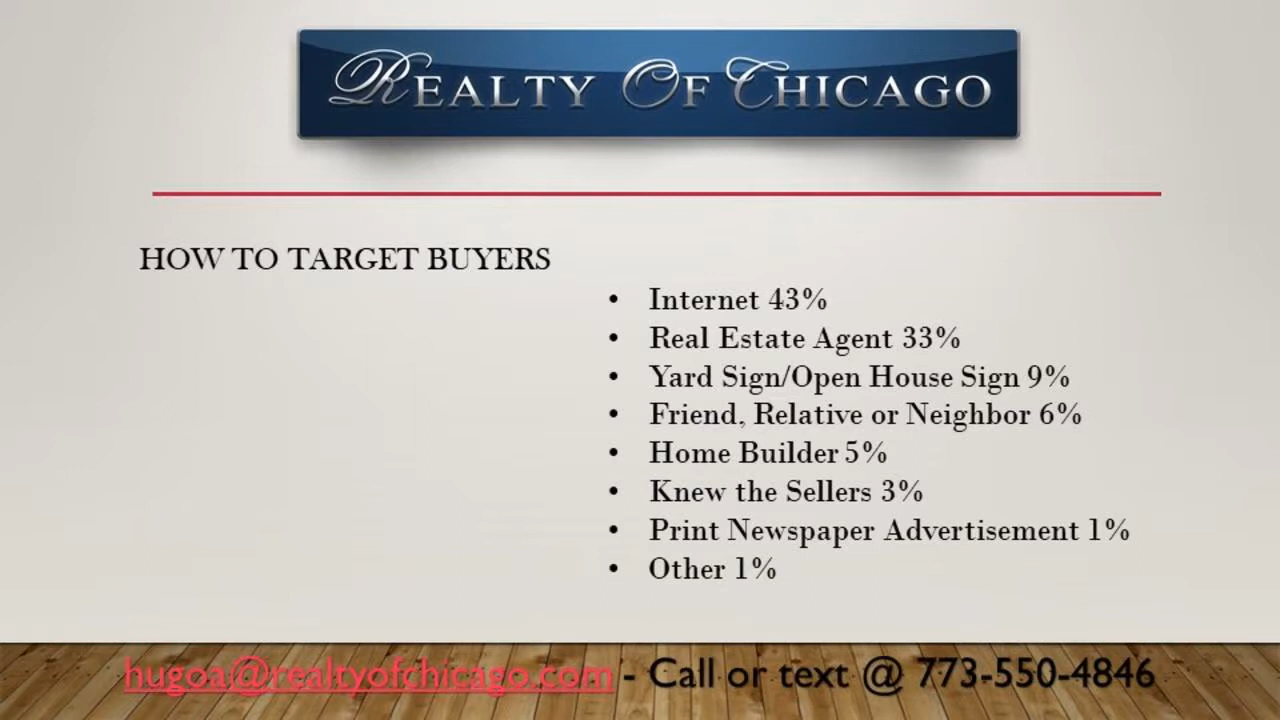 REALTY OF CHICAGO
HOW TO TARGET BUYERS
• Internet 43%
• Real Estate Agent 33%
• Yard Sign/Open House Sign 9%
• Friend, Relative or Neighbor 6%
• Home Builder 5%
• Knew the Sellers 3%
• Print Newspaper Advertisement 1%
• Other 1%
hugoa@realtyofchicago.com - Call or text @ 773-550-4846